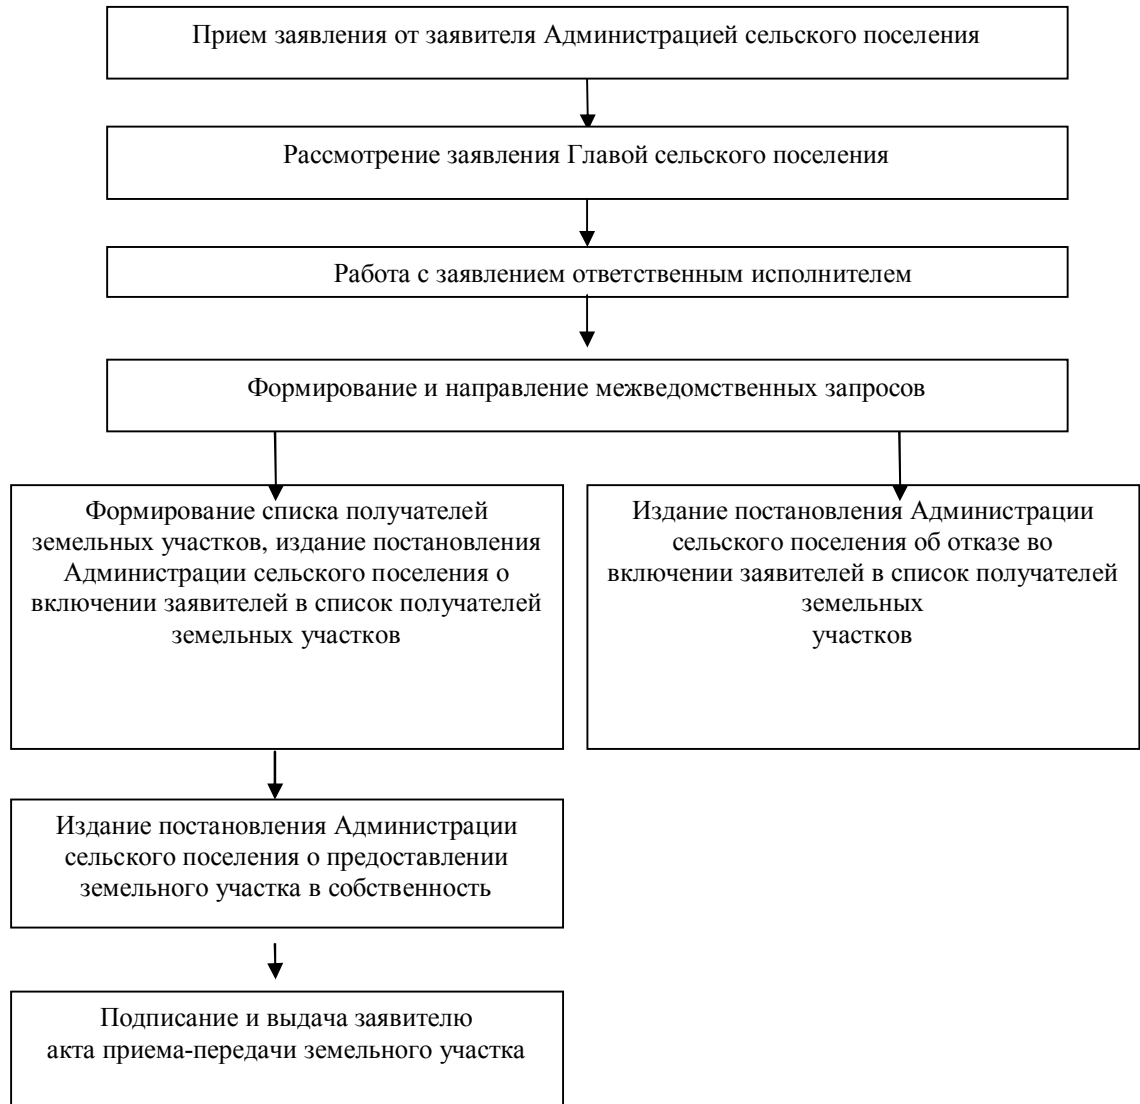 Прием заявления от заявителя Администрацией сельского поселения
Рассмотрение заявления Главой сельского поселения
Работа с заявлением ответственным исполнителем
Формирование и направление межведомственных запросов
Формирование списка получателей
земельных участков, издание постановления
Администрации сельского поселения о
включении заявителей в список получателей
земельных участков
Издание постановления Администрации
сельского поселения об отказе во
включении заявителей в список получателей
земельных
участков
Издание постановления Администрации
сельского поселения о предоставлении
земельного участка в собственность
Подписание и выдача заявителю
акта приема-передачи земельного участка